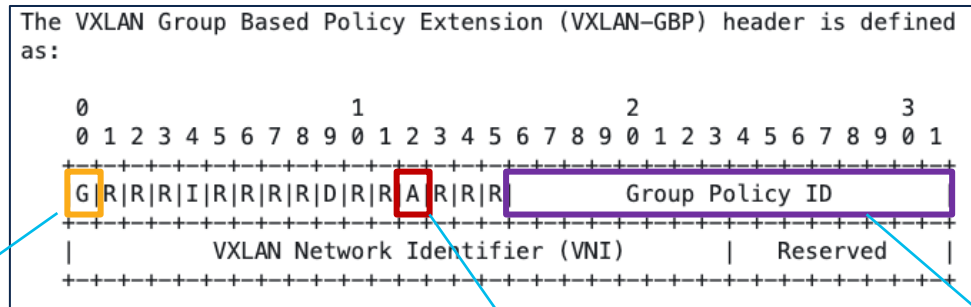 The VXLAN Group Based Policy Extension (VXLAN-GBP) header is defined
as:
0                   1                   2                   3
0 1 2 3 4 5 6 7 8 9 0 1 2 3 4 5 6 7 8 9 0 1 2 3 4 5 6 7 8 9 0 1
+-+-+-+-+-+-+-+-+-+-+-+-+-+-+-+-+-+-+-+-+-+-+-+-+-+-+-+-+-+-+-+-+
G|R|R|R|I|R|R|R|R|D|R|R|A|R|R|R| Group Policy ID |
+-+-+-+-+-+-+-+-+-+-+-+-+-+-+-+-+-+-+-+-+-+-+-+-+-+-+-+-+-+-+-+-+
| VXLAN Network Identifier (VNI) | Reserved |
+-+-+-+-+-+-+-+-+-+-+-+-+-+-+-+-+-+-+-+-+-+-+-+-+-+-+-+-+-+-+-+-+